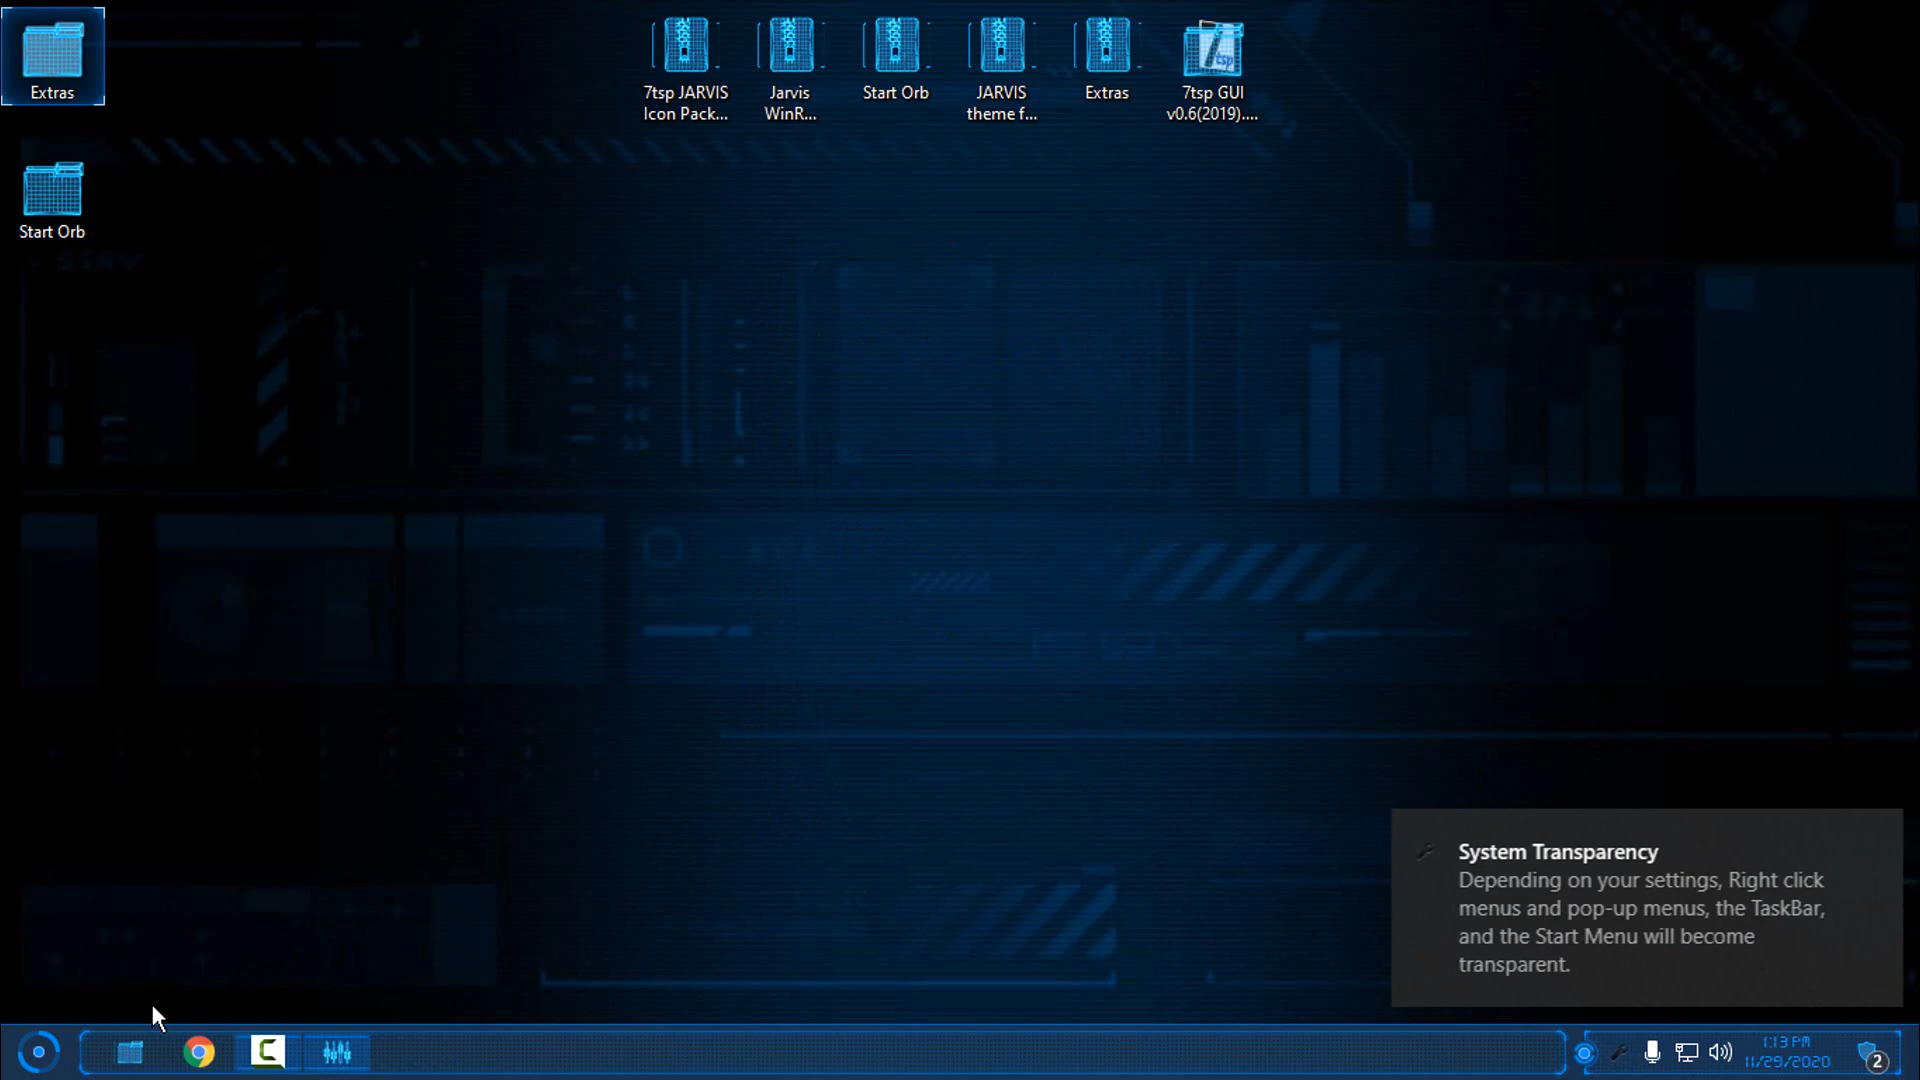 Extras
7tsp JARVIS
Icon Pack...
Jarvis
WinR...
Start Orb
JARVIS
theme f...
Extras
7tsp GUI
v0.6(2019)....
Start Orb
System Transparency
Depending on your settings, Right click
menus and pop-up menus, the TaskBar,
and the Start Menu will become
transparent.
1:13 PM
11/29/2020
2